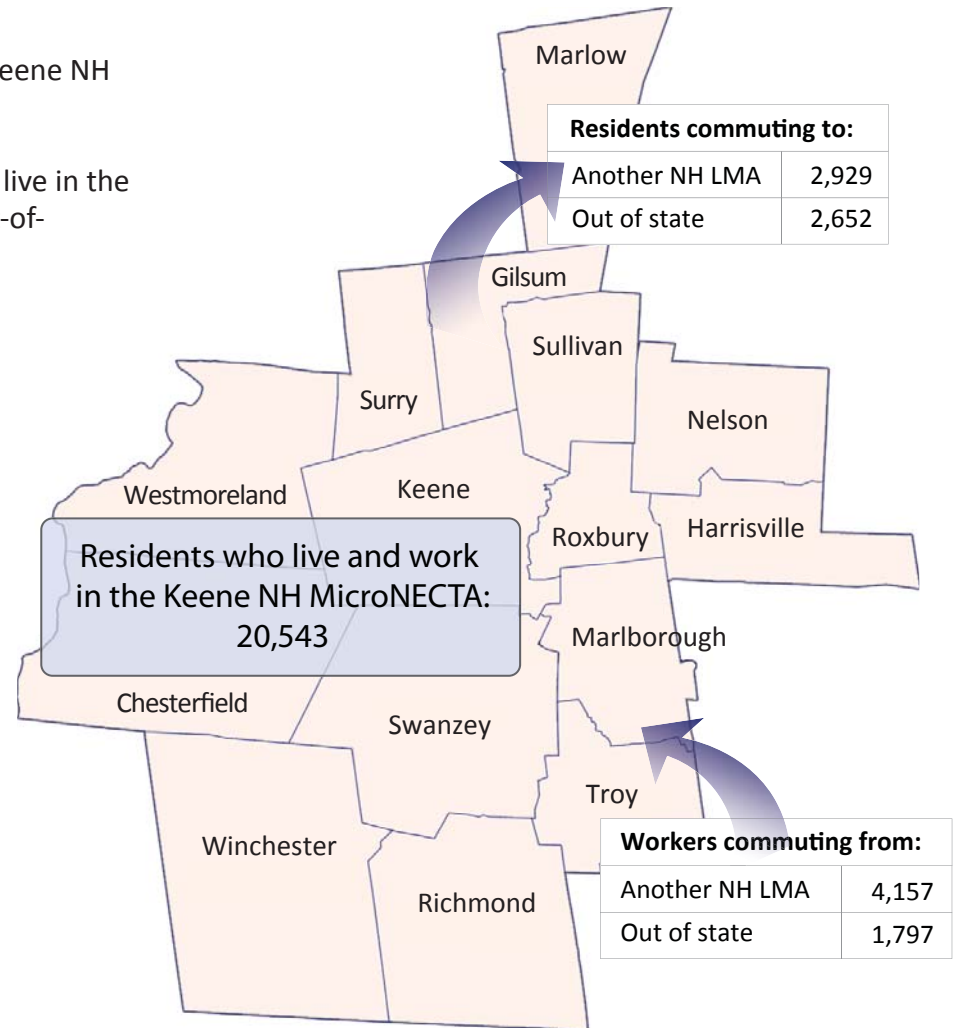 eene NH
live in the
-of-
Marlow
Residents commuting to:
Another NH LMA 2,929
Out of state 2,652
Gilsum
Sullivan
Surry
Nelson
Westmoreland
Keene
Roxbury
Harrisville
Residents who live and work
in the Keene NH MicroNECTA:
20,543
Marlborough
Chesterfield
Swanzey
Troy
Winchester
Richmond
Workers commuting from:
Another NH LMA 4,157
Out of state 1,797